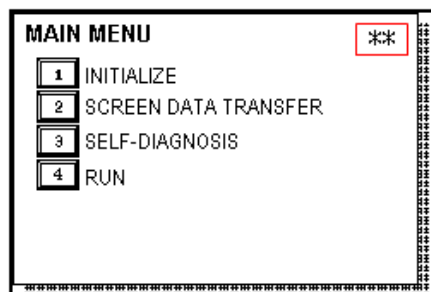 MAIN MENU **
1 INITIALIZE
2 SCREEN DATA TRANSFER
3 SELF-DIAGNOSIS
4 RUN